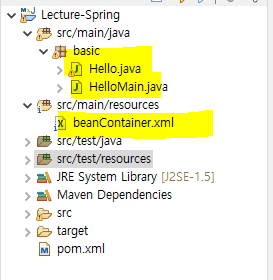 Lecture-Spring
src/main/java
basic
Hello.java
HelloMain.java
src/main/resources
beanContainer.xml
src/test/java
src/test/resources
JRE System Library [J2SE-1.5]
Maven Dependencies
src
target
pom.xml